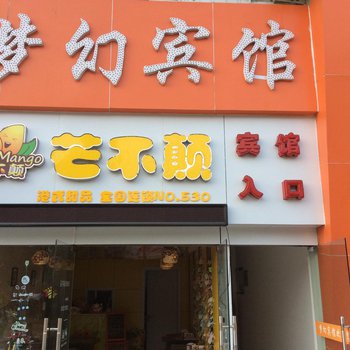 梦幻宾馆
Mango
芒不颠
宾馆
入口
港式甜品 全国连锁NO.530